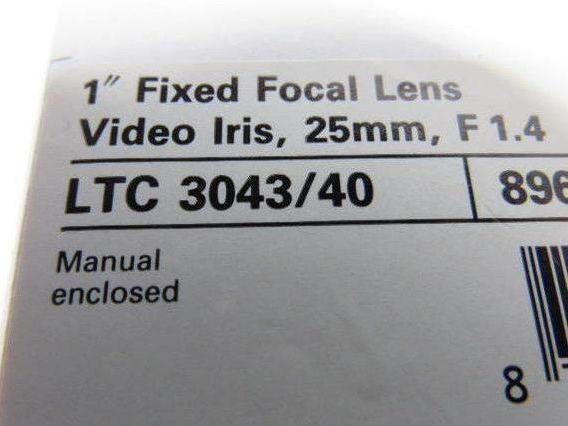 1" Fixed Focal Lens
Video Iris, 25mm, F 1.4
LTC 3043/40
896
Manual
enclosed
8